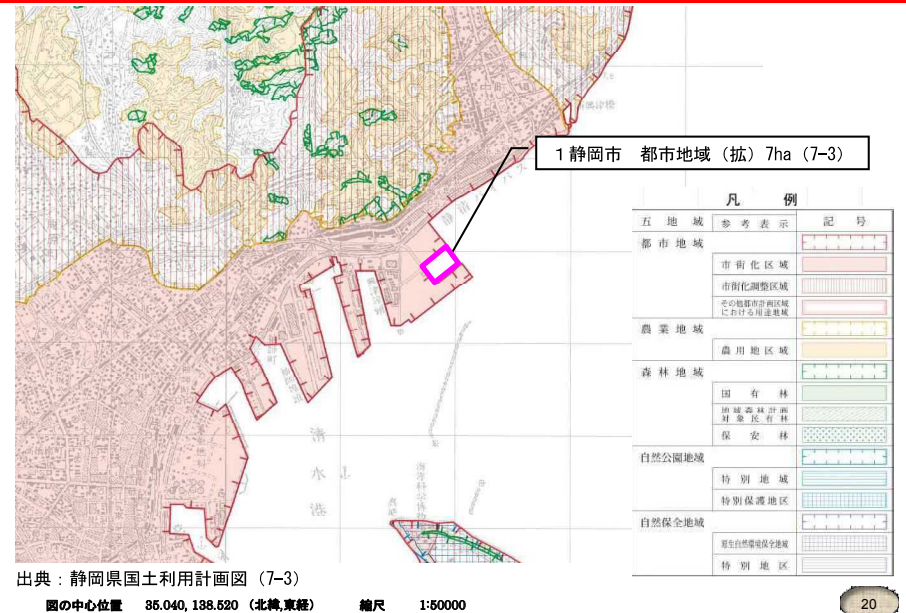 1静岡市　都市地域（拡）7ha（7-3）
凡　例
五地域　参考表示　記号
都市地域
市街化区域
市街化調整区域
その他都市計画区域
における用途地域
農業地域
農用地区域
森林地域
国有林
地域森林計画
対象民有林
保安林
自然公園地域
特別地域
特別保護地区
自然保全地域
原生自然環境保全地域
特別地区
清水港
出典：静岡県国土利用計画図（7-3）
図の中心位置　35.040, 138.520　（北緯,東経）　縮尺　1:50000
20